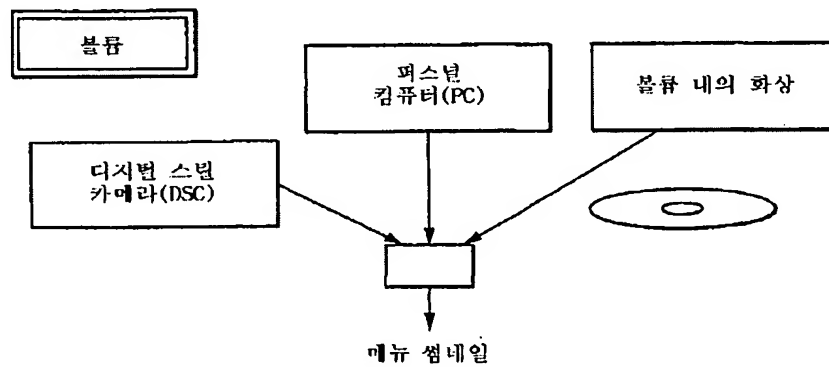 볼륨
퍼스널
컴퓨터(PC)
볼륨 내의 화상
디지털 스틸
카메라(DSC)
메뉴 썸네일